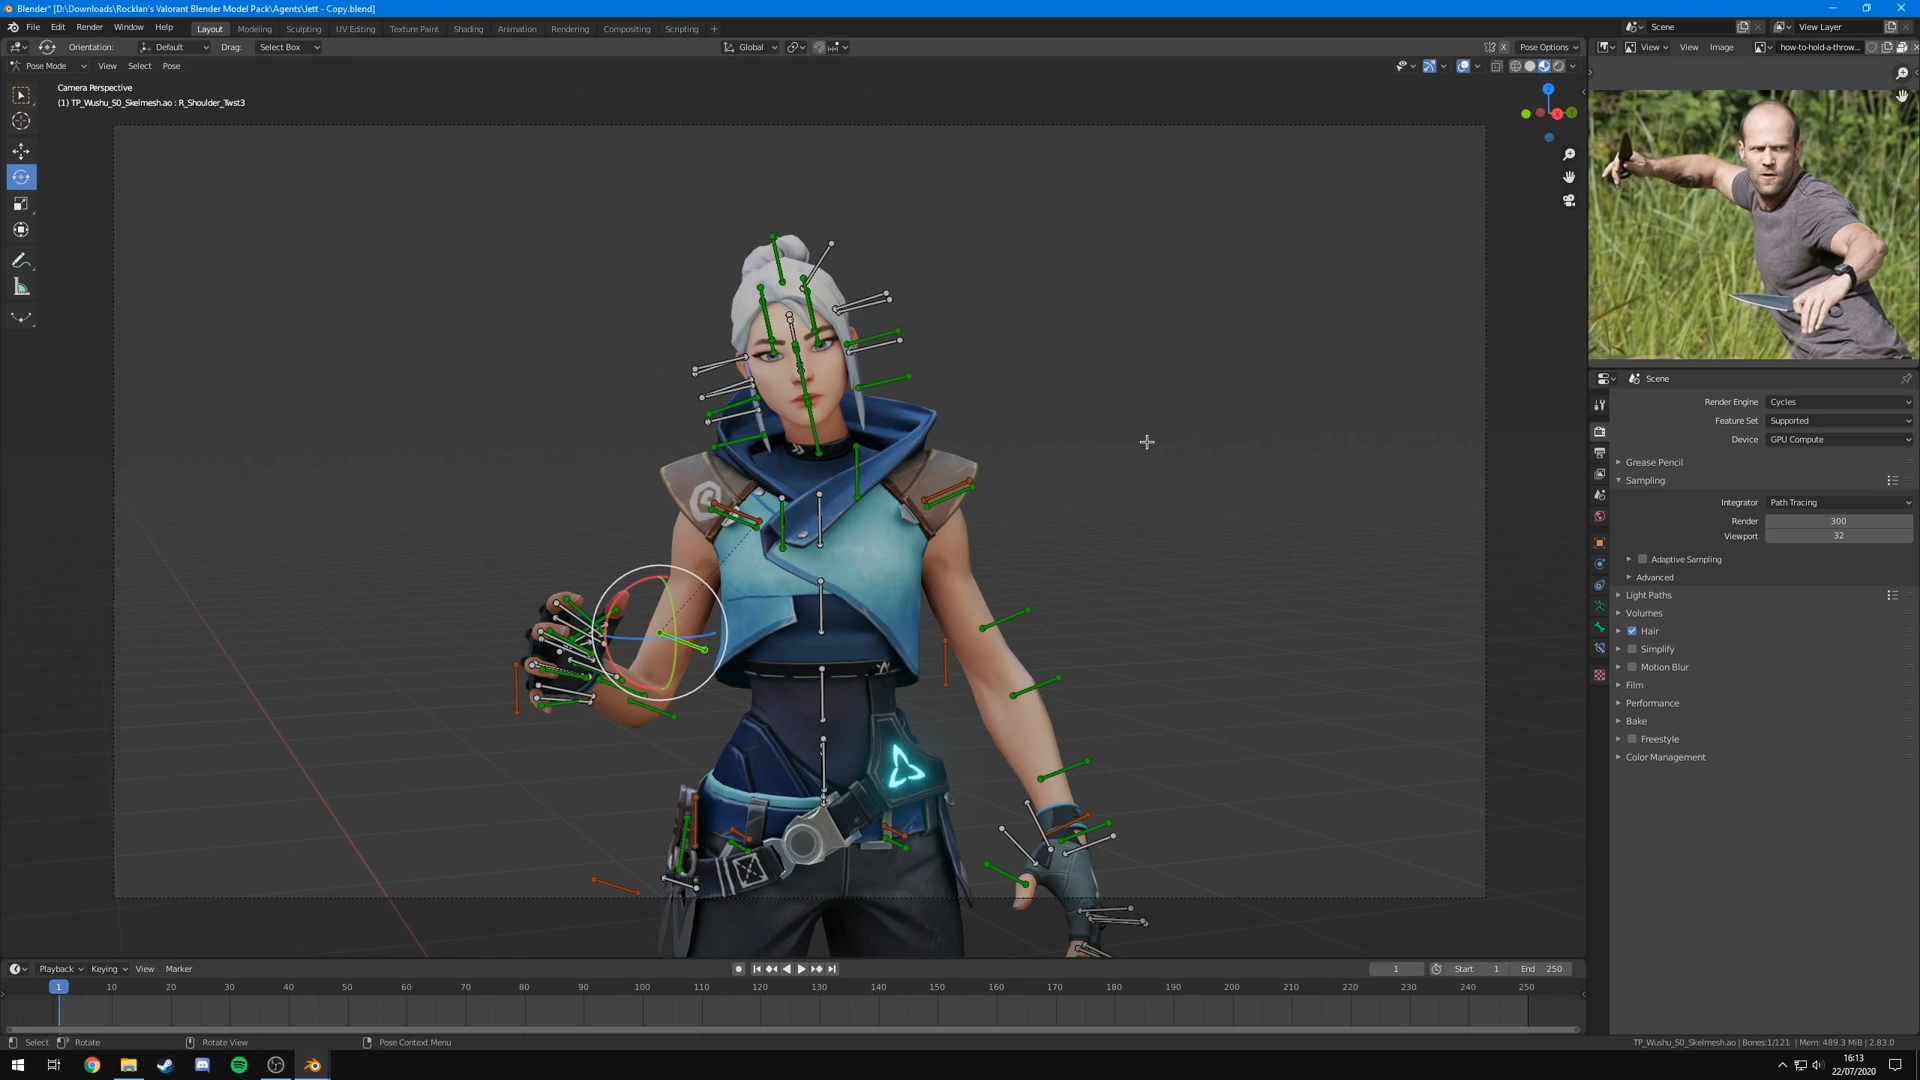 Blender* [D:\Downloads\Rocklan's Valorant Blender Model Pack\Agents\Jett - Copy.blend]
File Edit Render Window Help Layout Modeling Sculpting UV Editing Texture Paint Shading Animation Rendering Compositing Scripting + Scene View Layer
Orientation: Default Drag: Select Box Global X Pose Options View View Image how-to-hold-a-throw...
Pose Mode View Select Pose
Camera Perspective
(1) TP_Wushu_S0_Skelmesh.ao : R_Shoulder_Twst3
Z
X
Y
Scene
Render Engine Cycles
Feature Set Supported
Device GPU Compute
Grease Pencil
Sampling
Integrator Path Tracing
Render 300
Viewport 32
Adaptive Sampling
Advanced
Light Paths
Volumes
Hair
Simplify
Motion Blur
Film
Performance
Bake
Freestyle
Color Management
Playback Keying View Marker 1 Start 1 End 250
1 10 20 30 40 50 60 70 80 90 100 110 120 130 140 150 160 170 180 190 200 210 220 230 240 250
Select Rotate Rotate View Pose Context Menu TP_Wushu_S0_Skelmesh.ao | Bones:1/121 | Mem: 489.3 MiB | 2.83.0
16:13
22/07/2020